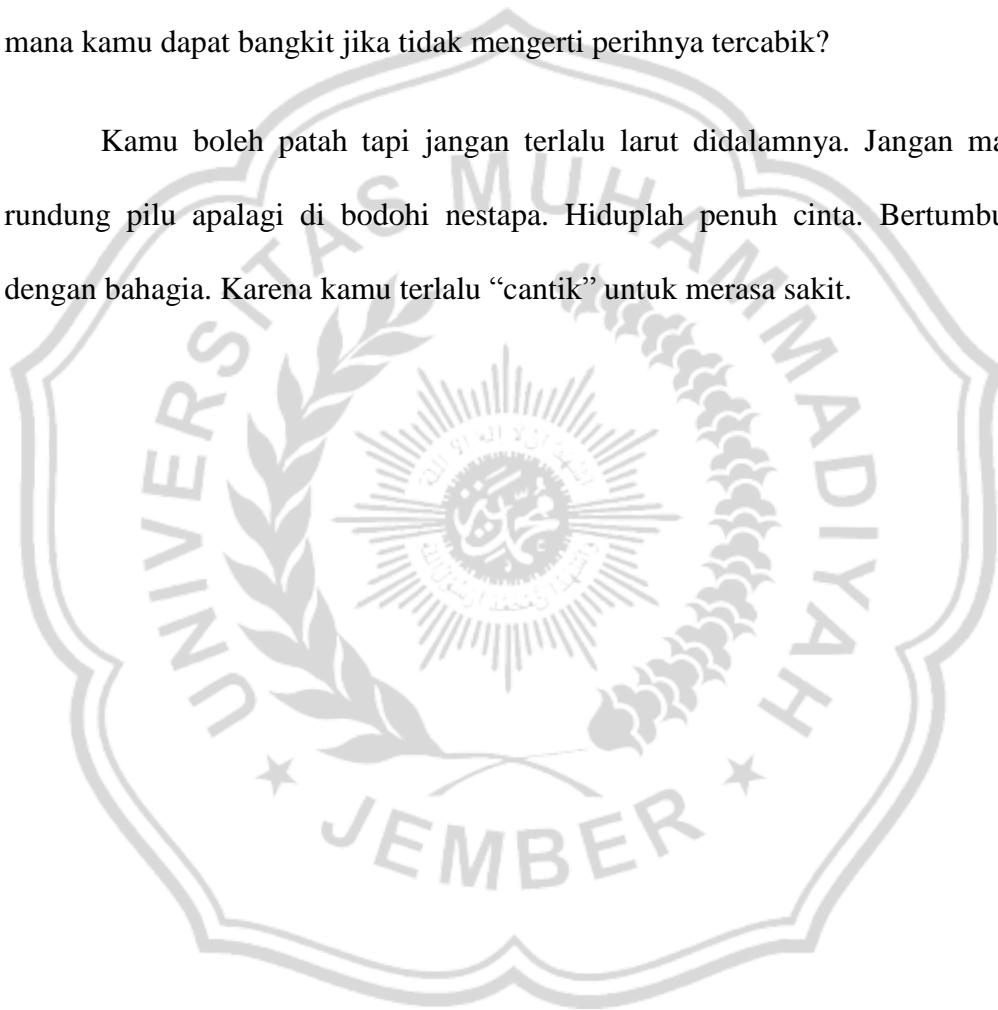 mana kamu dapat bangkit jika tidak mengerti perihnya tercabik?
Kamu boleh patah tapi jangan terlalu larut didalamnya. Jangan ma
rundung pilu apalagi di bodohi nestapa. Hiduplah penuh cinta. Bertumbu
dengan bahagia. Karena kamu terlalu “cantik” untuk merasa sakit.
UNIVERSITAS MUHAMMADIYAH
JEMBER